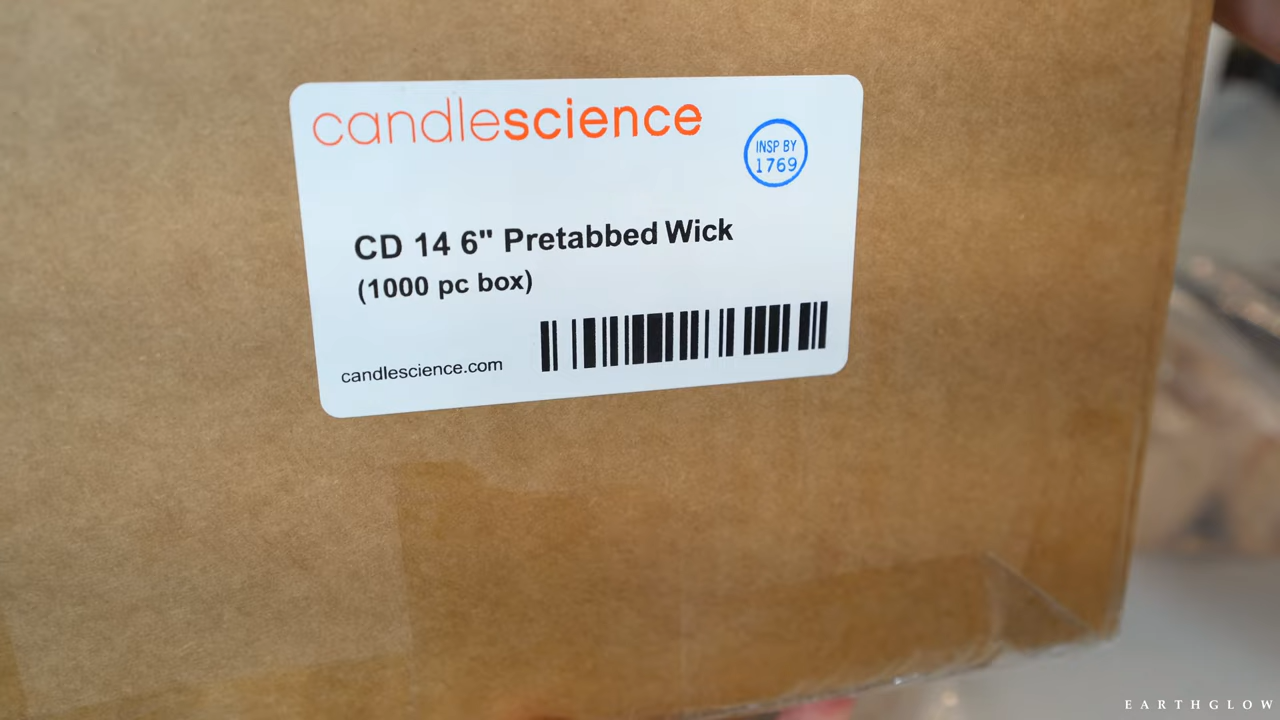 candlescience
INSP BY
1769
CD 14 6" Pretabbed Wick
(1000 pc box)
candlescience.com
EARTHGLOW